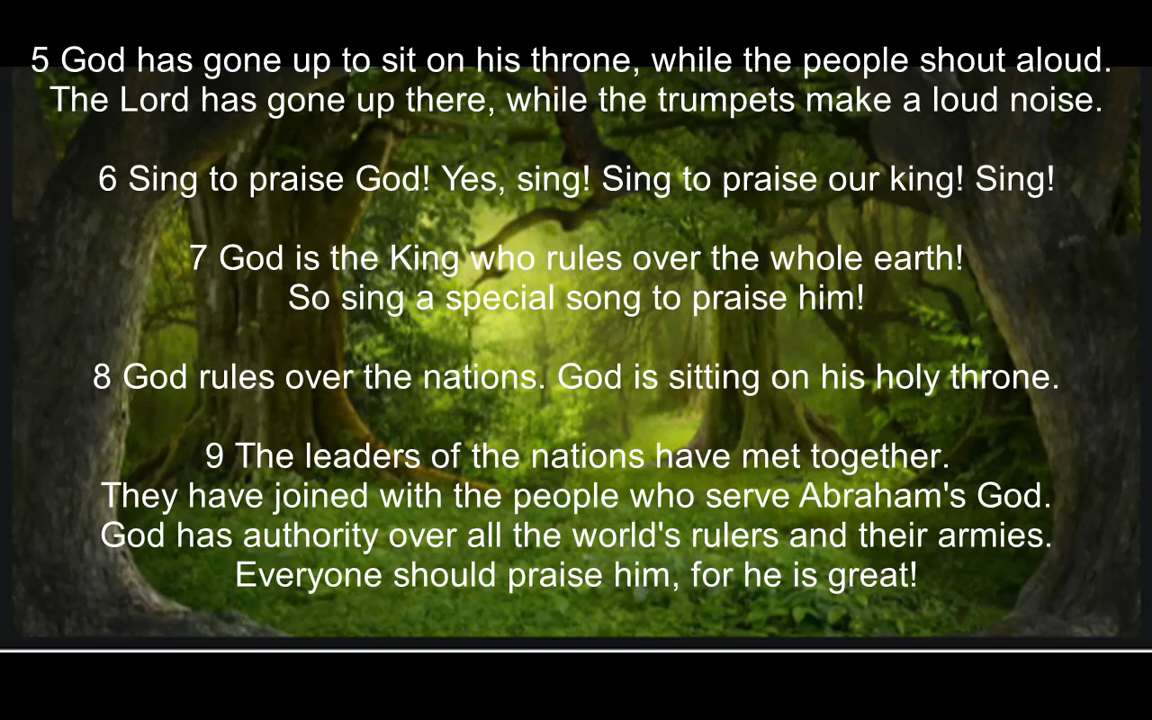 5 God has gone up to sit on his throne, while the people shout aloud.
The Lord has gone up there, while the trumpets make a loud noise.
6 Sing to praise God! Yes, sing! Sing to praise our king! Sing!
7 God is the King who rules over the whole earth!
So sing a special song to praise him!
8 God rules over the nations. God is sitting on his holy throne.
9 The leaders of the nations have met together.
They have joined with the people who serve Abraham's God.
God has authority over all the world's rulers and their armies.
Everyone should praise him, for he is great!